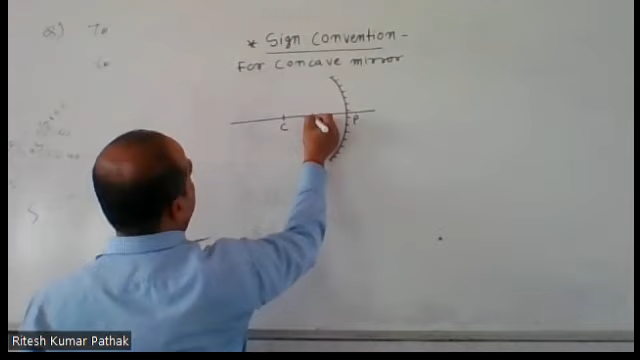 * Sign Convention -
For Concave mirror
C P
Ritesh Kumar Pathak